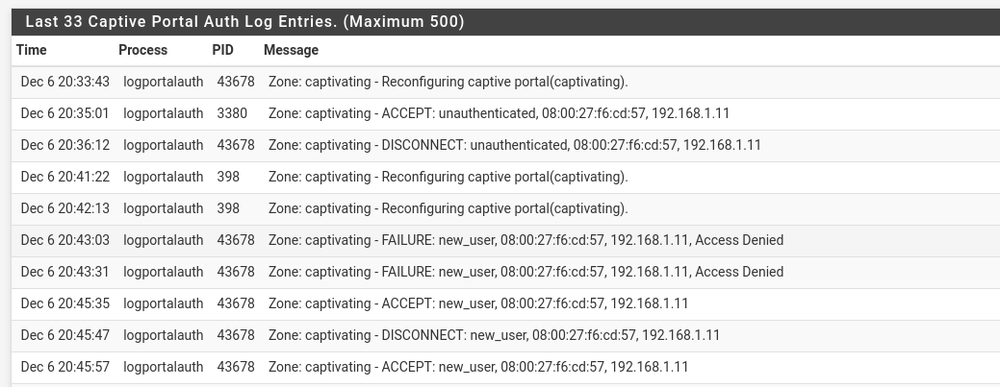 Last 33 Captive Portal Auth Log Entries. (Maximum 500)
Time Process PID Message
Dec 6 20:33:43 logportalauth 43678 Zone: captivating - Reconfiguring captive portal(captivating).
Dec 6 20:35:01 logportalauth 3380 Zone: captivating - ACCEPT: unauthenticated, 08:00:27:f6:cd:57, 192.168.1.11
Dec 6 20:36:12 logportalauth 43678 Zone: captivating - DISCONNECT: unauthenticated, 08:00:27:f6:cd:57, 192.168.1.11
Dec 6 20:41:22 logportalauth 398 Zone: captivating - Reconfiguring captive portal(captivating).
Dec 6 20:42:13 logportalauth 398 Zone: captivating - Reconfiguring captive portal(captivating).
Dec 6 20:43:03 logportalauth 43678 Zone: captivating - FAILURE: new_user, 08:00:27:f6:cd:57, 192.168.1.11, Access Denied
Dec 6 20:43:31 logportalauth 43678 Zone: captivating - FAILURE: new_user, 08:00:27:f6:cd:57, 192.168.1.11, Access Denied
Dec 6 20:45:35 logportalauth 43678 Zone: captivating - ACCEPT: new_user, 08:00:27:f6:cd:57, 192.168.1.11
Dec 6 20:45:47 logportalauth 43678 Zone: captivating - DISCONNECT: new_user, 08:00:27:f6:cd:57, 192.168.1.11
Dec 6 20:45:57 logportalauth 43678 Zone: captivating - ACCEPT: new_user, 08:00:27:f6:cd:57, 192.168.1.11